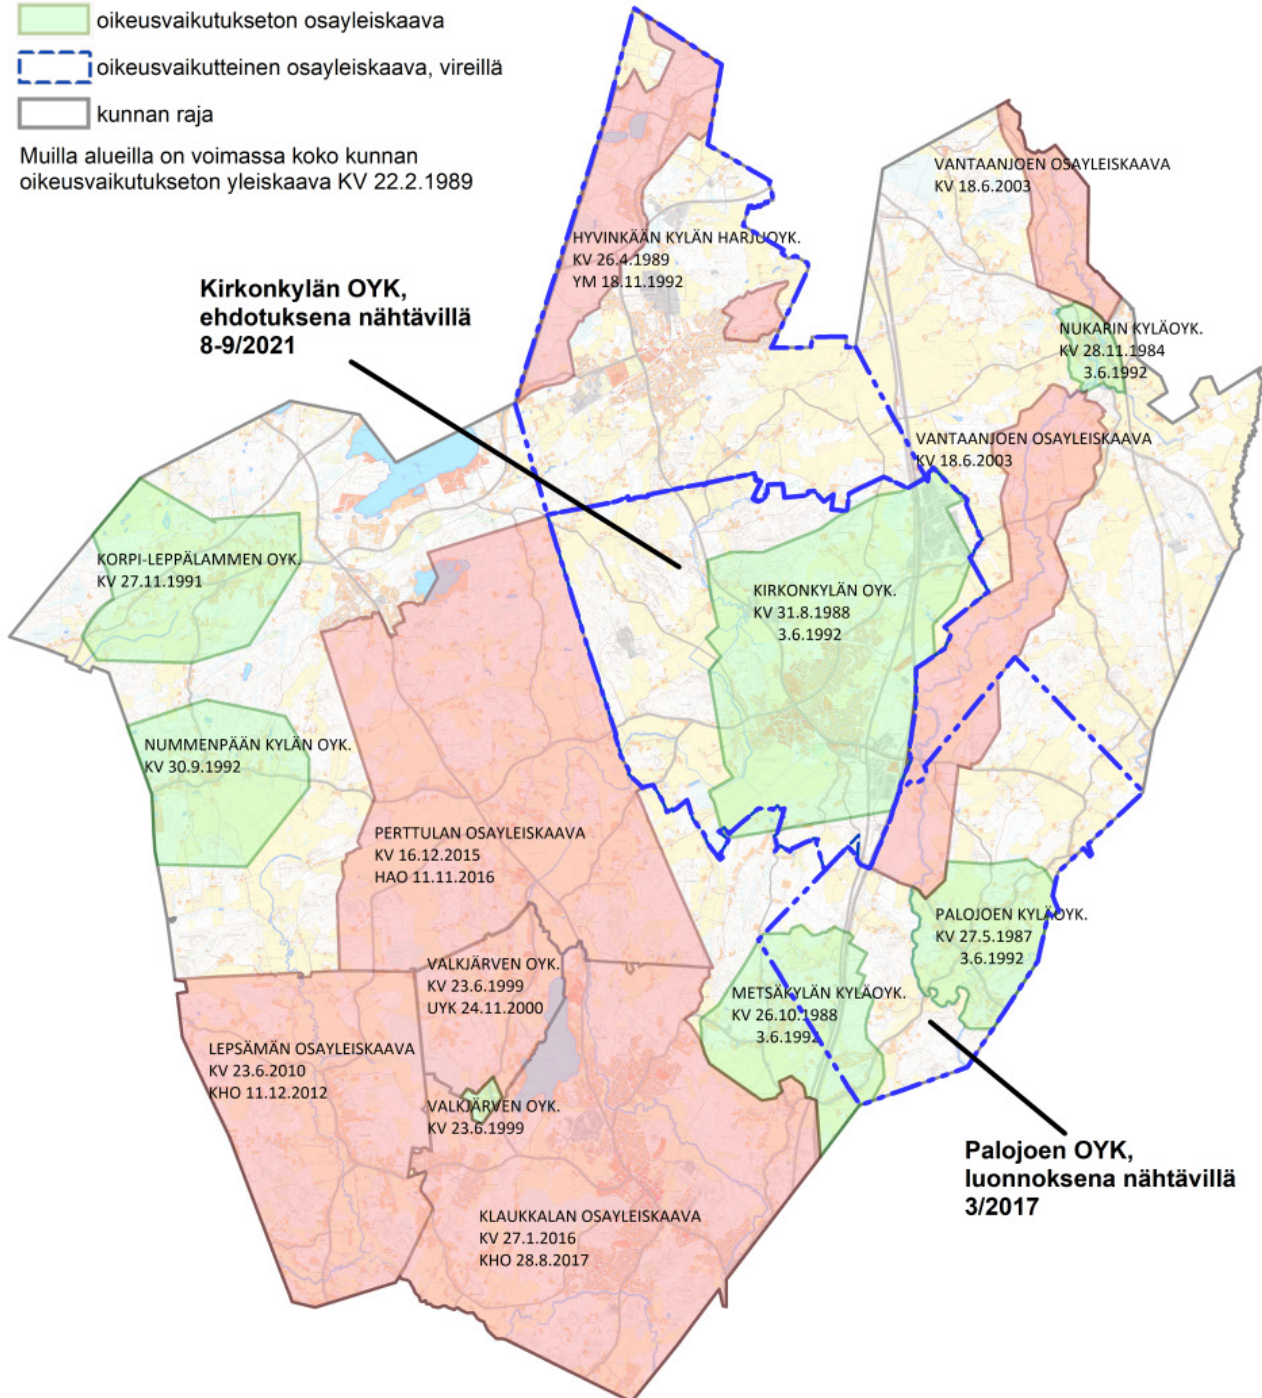 oikeusvaikutukseton osayleiskaava
oikeusvaikutteinen osayleiskaava, vireillä
kunnan raja
Muilla alueilla on voimassa koko kunnan
oikeusvaikutukseton yleiskaava KV 22.2.1989
VANTAANJOEN OSAYLEISKAAVA
KV 18.6.2003
HYVINKÄÄN KYLÄN HARJUOYK.
KV 26.4.1989
YM 18.11.1992
Kirkonkylän OYK,
ehdotuksena nähtävillä
8-9/2021
NUKARIN KYLÄOYK.
KV 28.11.1984
3.6.1992
VANTAANJOEN OSAYLEISKAAVA
KV 18.6.2003
KORPI-LEPPÄLAMMEN OYK.
KV 27.11.1991
KIRKONKYLÄN OYK.
KV 31.8.1988
3.6.1992
NUMMENPÄÄN KYLÄN OYK.
KV 30.9.1992
PERTTULAN OSAYLEISKAAVA
KV 16.12.2015
HAO 11.11.2016
PALOJOEN KYLÄOYK.
KV 27.5.1987
3.6.1992
VALKJÄRVEN OYK.
KV 23.6.1999
UYK 24.11.2000
METSÄKYLÄN KYLÄOYK.
KV 26.10.1988
3.6.1992
LEPSÄMÄN OSAYLEISKAAVA
KV 23.6.2010
KHO 11.12.2012
VALKJÄRVEN OYK.
KV 23.6.1999
Palojoen OYK,
luonnoksena nähtävillä
3/2017
KLAUKKALAN OSAYLEISKAAVA
KV 27.1.2016
KHO 28.8.2017